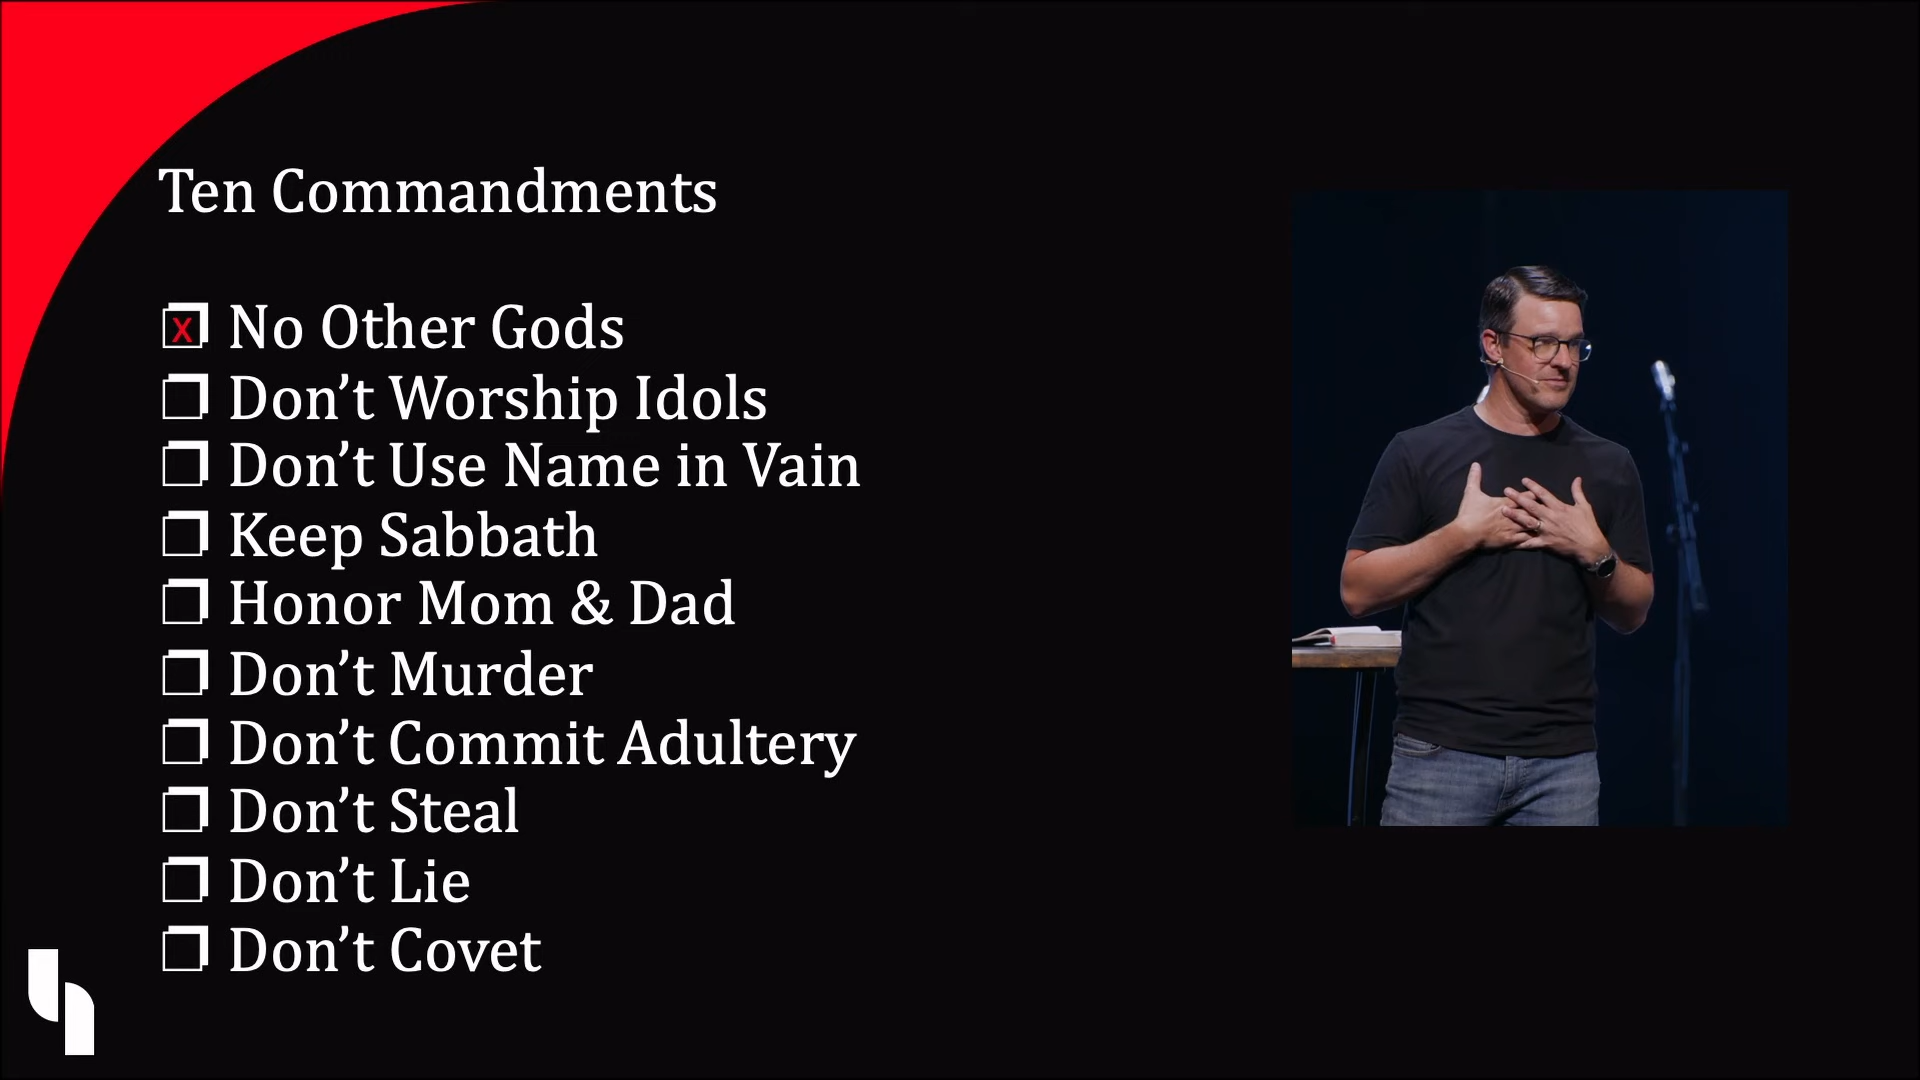 Ten Commandments
x No Other Gods
Don’t Worship Idols
Don’t Use Name in Vain
Keep Sabbath
Honor Mom & Dad
Don’t Murder
Don’t Commit Adultery
Don’t Steal
Don’t Lie
Don’t Covet